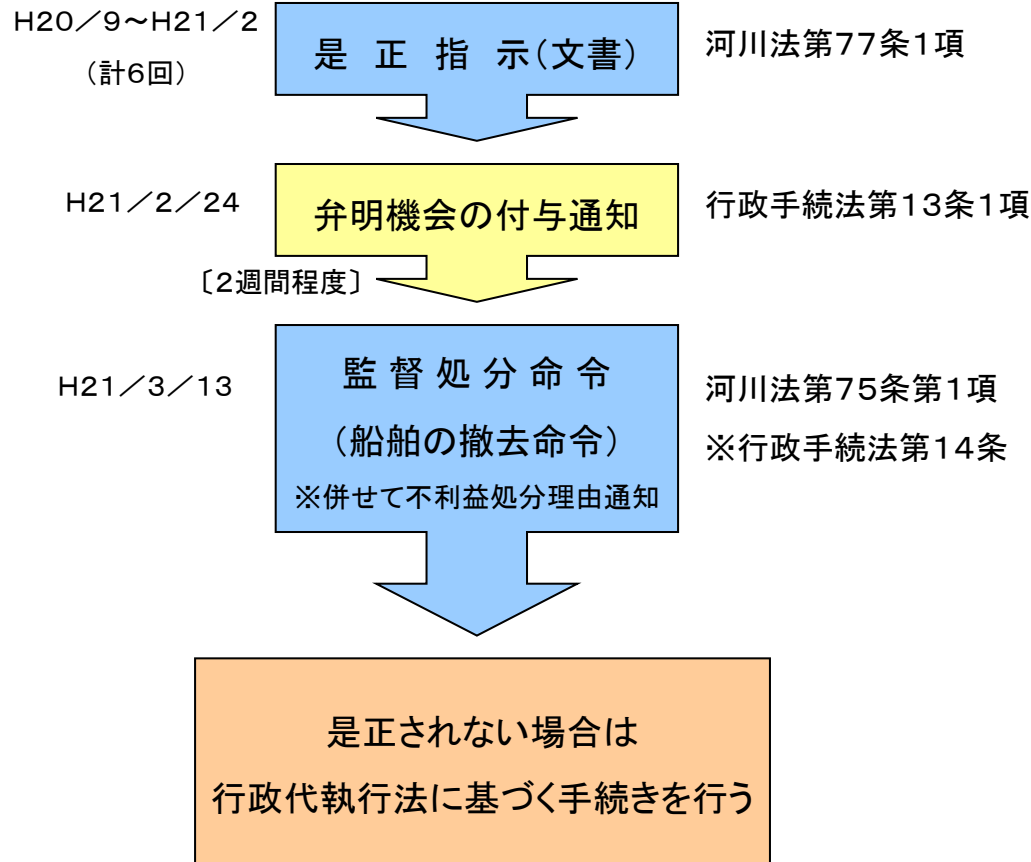 H20/9～H21/2
（計6回）
是 正 指 示（文書）
河川法第77条1項
H21/2/24
弁明機会の付与通知
行政手続法第13条1項
〔2週間程度〕
H21/3/13
監 督 処 分 命 令
（船舶の撤去命令）
※併せて不利益処分理由通知
河川法第75条第1項
※行政手続法第14条
是正されない場合は
行政代執行法に基づく手続きを行う